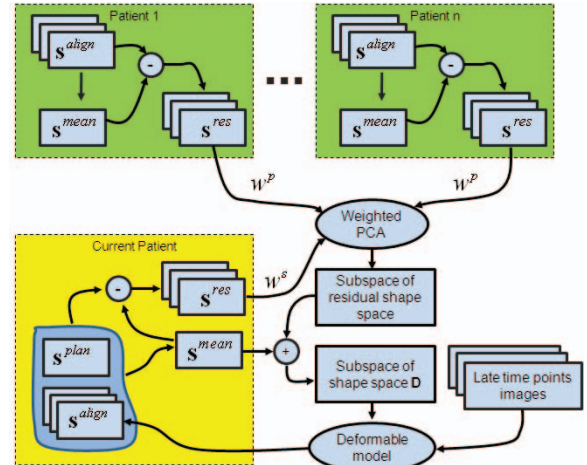 Patient 1
Patient n
s^align
s^align
-
-
s^mean
s^res
s^mean
s^res
w^p
w^p
Weighted
PCA
Current Patient
w^s
s^res
-
Subspace of
residual shape
space
s^plan
s^mean
+
Subspace of
shape space D
Late time points
images
s^align
Deformable
model